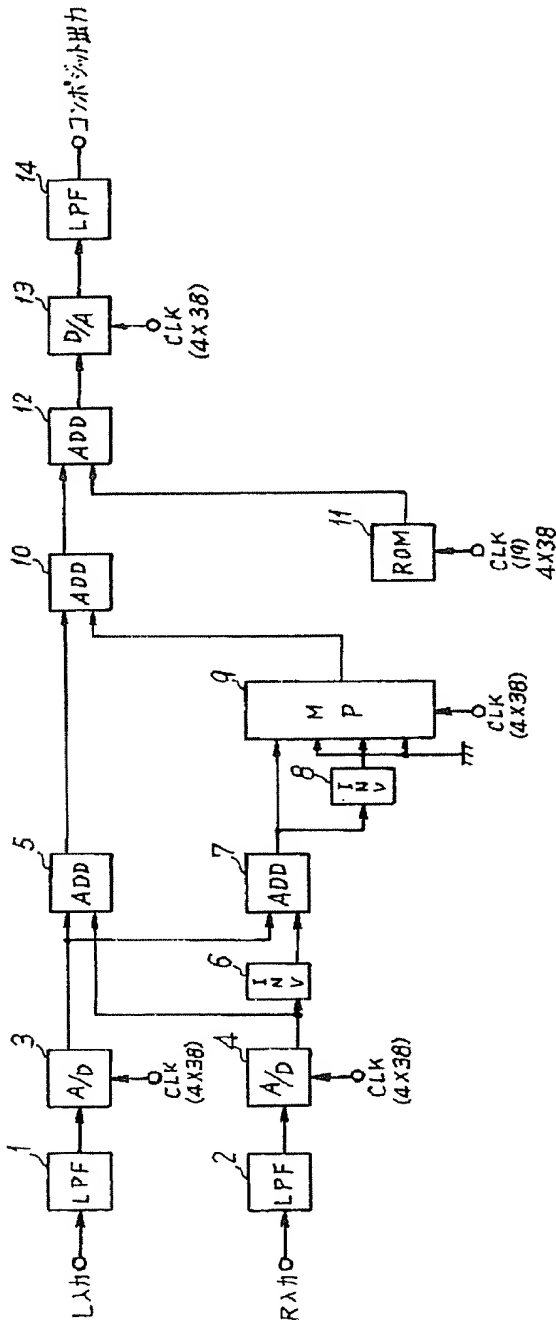 L入力
1
LPF
3
A/D
CLK
(4×38)
5
ADD
10
ADD
12
ADD
13
D/A
CLK
(4×38)
14
LPF
コンポジット出力
R入力
2
LPF
4
A/D
CLK
(4×38)
6
INV
7
ADD
8
INV
9
MP
CLK
(4×38)
11
ROM
CLK
(19)
4×38